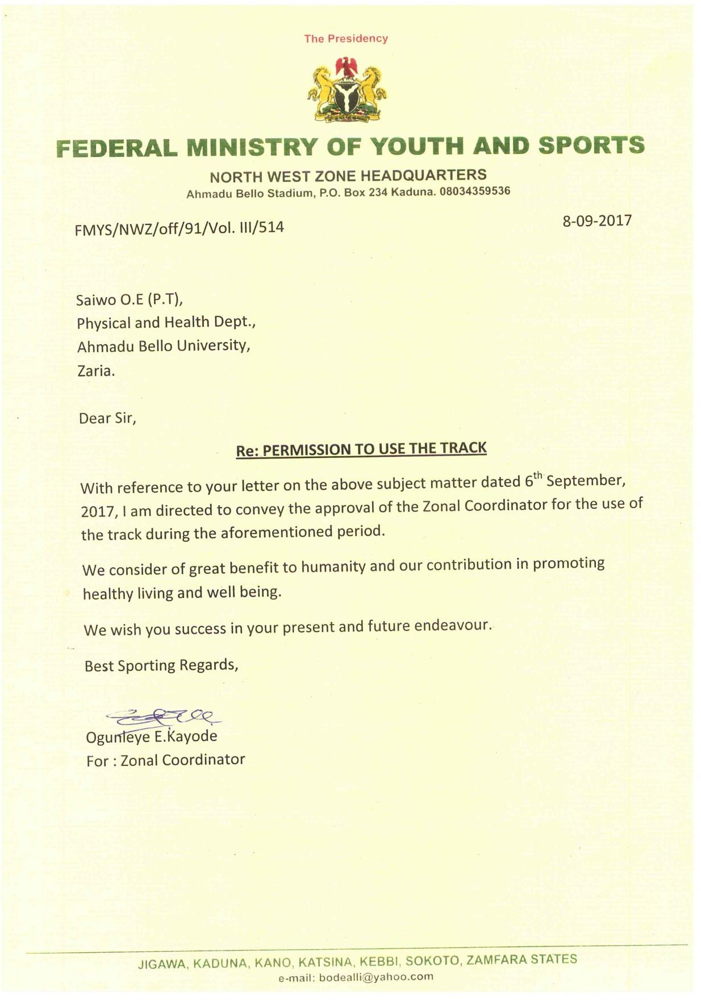 The Presidency
FEDERAL MINISTRY OF YOUTH AND SPORTS
NORTH WEST ZONE HEADQUARTERS
Ahmadu Bello Stadium, P.O. Box 234 Kaduna. 08034359536
FMYS/NWZ/off/91/Vol. III/514
8-09-2017
Saiwo O.E (P.T),
Physical and Health Dept.,
Ahmadu Bello University,
Zaria.
Dear Sir,
Re: PERMISSION TO USE THE TRACK
With reference to your letter on the above subject matter dated 6th September,
2017, I am directed to convey the approval of the Zonal Coordinator for the use of
the track during the aforementioned period.
We consider of great benefit to humanity and our contribution in promoting
healthy living and well being.
We wish you success in your present and future endeavour.
Best Sporting Regards,
Ogunleye E.Kayode
For : Zonal Coordinator
JIGAWA, KADUNA, KANO, KATSINA, KEBBI, SOKOTO, ZAMFARA STATES
e-mail: bodealli@yahoo.com